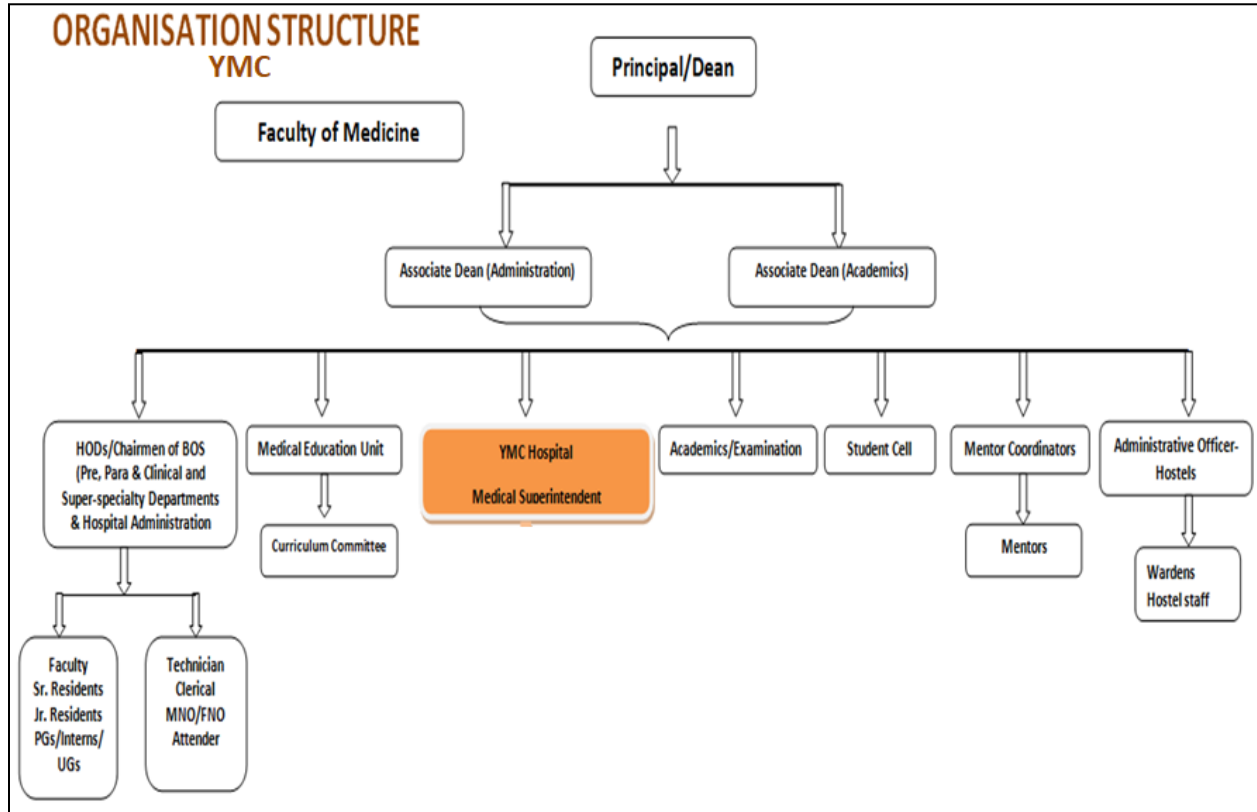 ORGANISATION STRUCTURE
YMC
Principal/Dean
Faculty of Medicine
Associate Dean (Administration)
Associate Dean (Academics)
HODs/Chairmen of BOS
(Pre, Para & Clinical and
Super-specialty Departments
& Hospital Administration
Medical Education Unit
YMC Hospital
Medical Superintendent
Academics/Examination
Student Cell
Mentor Coordinators
Administrative Officer-
Hostels
Curriculum Committee
Mentors
Wardens
Hostel staff
Faculty
Sr. Residents
Jr. Residents
PGs/Interns/
UGs
Technician
Clerical
MNO/FNO
Attender